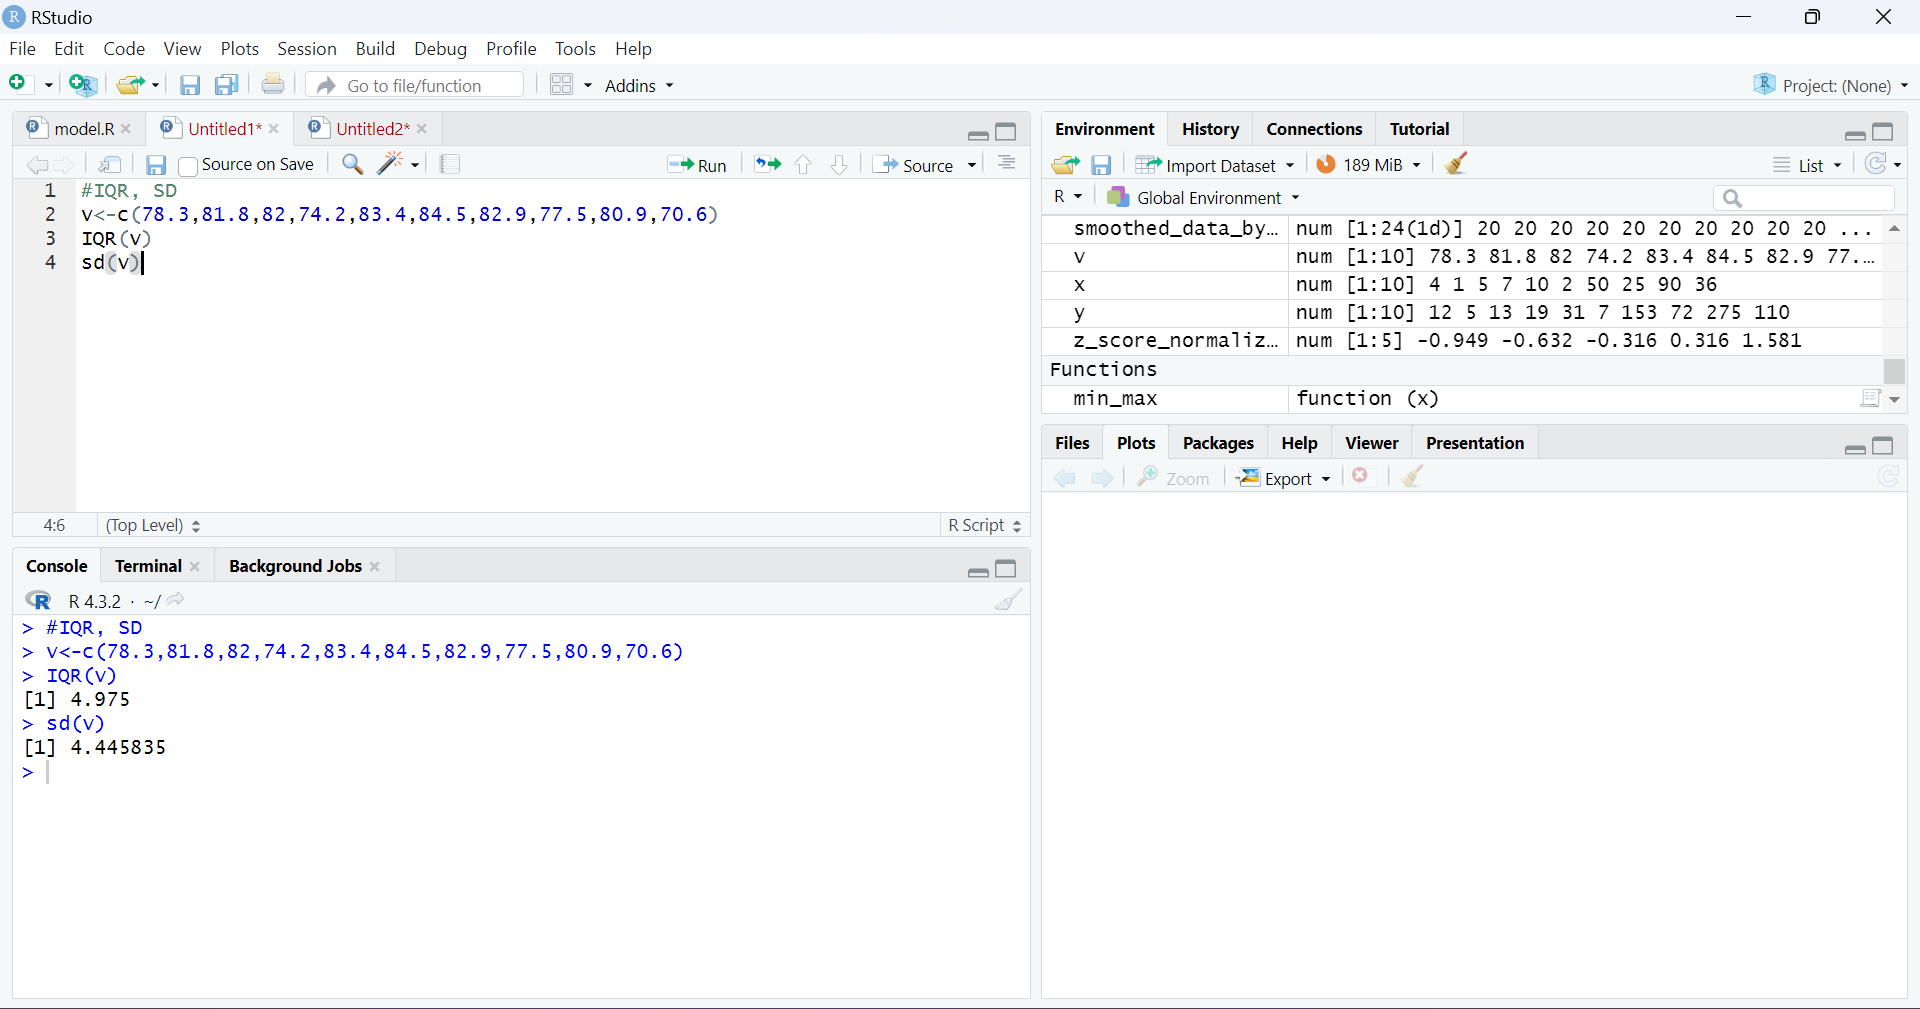 RStudio
File Edit Code View Plots Session Build Debug Profile Tools Help
Go to file/function Addins Project: (None)
model.R Untitled1* Untitled2*
Source on Save Run Source
1 #IQR, SD
2 v<-c(78.3,81.8,82,74.2,83.4,84.5,82.9,77.5,80.9,70.6)
3 IQR(v)
4 sd(v)
4:6 (Top Level) R Script
Console Terminal Background Jobs
R 4.3.2 · ~/
> #IQR, SD
> v<-c(78.3,81.8,82,74.2,83.4,84.5,82.9,77.5,80.9,70.6)
> IQR(v)
[1] 4.975
> sd(v)
[1] 4.445835
>
Environment History Connections Tutorial
Import Dataset 189 MiB List
R Global Environment
smoothed_data_by... num [1:24(1d)] 20 20 20 20 20 20 20 20 20 20 ...
v num [1:10] 78.3 81.8 82 74.2 83.4 84.5 82.9 77....
x num [1:10] 4 1 5 7 10 2 50 25 90 36
y num [1:10] 12 5 13 19 31 7 153 72 275 110
z_score_normaliz... num [1:5] -0.949 -0.632 -0.316 0.316 1.581
Functions
min_max function (x)
Files Plots Packages Help Viewer Presentation
Zoom Export